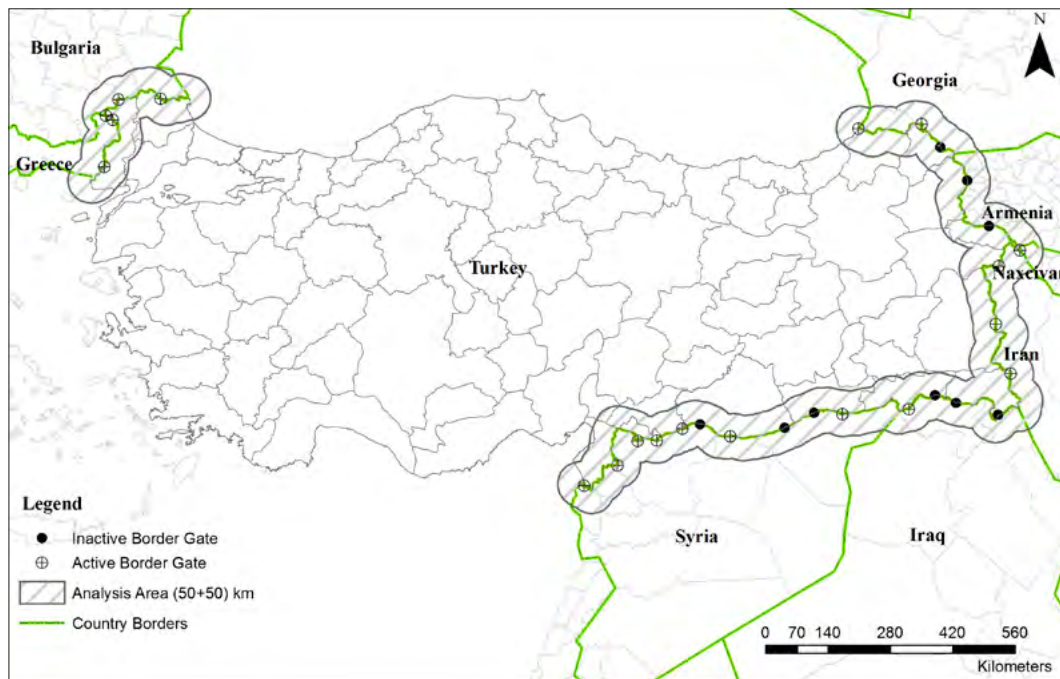 N
Bulgaria
Georgia
Greece
Armenia
Turkey
Naxcivan
Iran
Legend
Inactive Border Gate
Active Border Gate
Analysis Area (50+50) km
Country Borders
Syria
Iraq
0 70 140 280 420 560
Kilometers